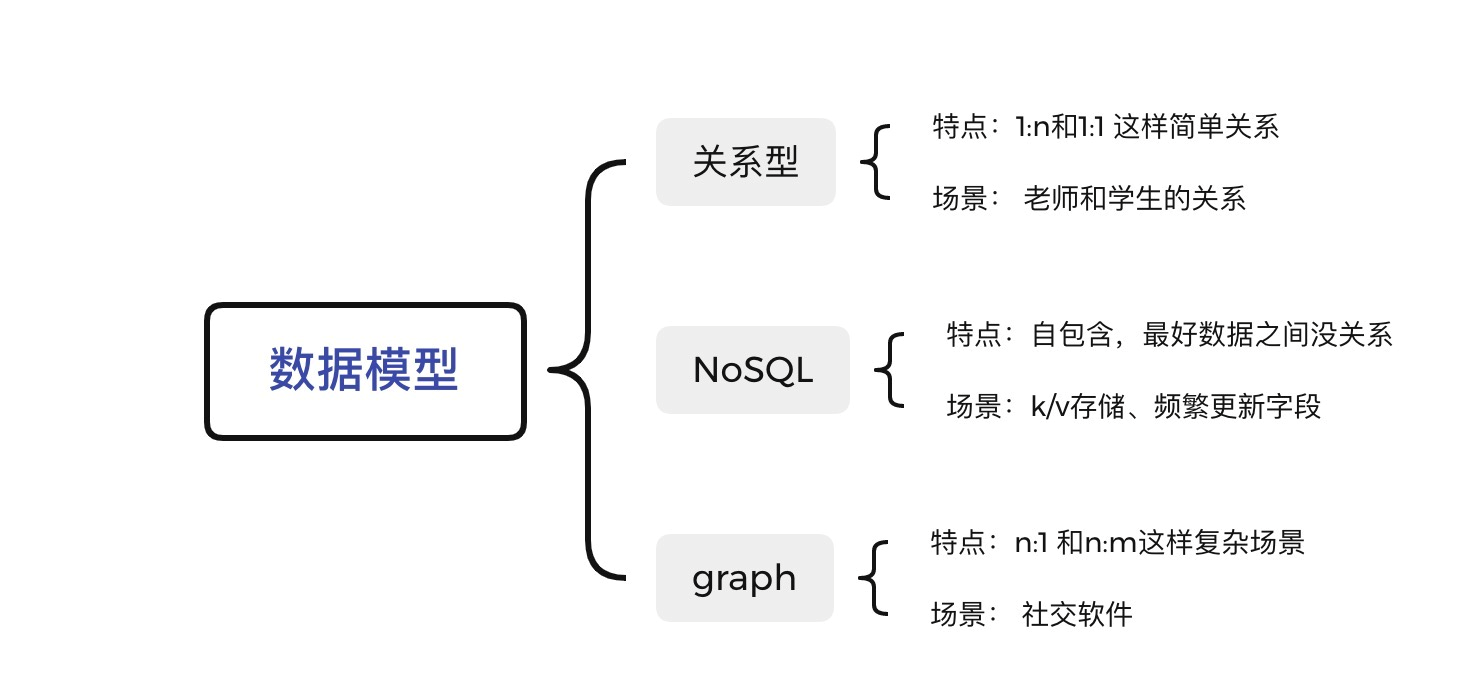 数据模型
关系型
特点：1:n和1:1 这样简单关系
场景： 老师和学生的关系
NoSQL
特点：自包含，最好数据之间没关系
场景：k/v存储、频繁更新字段
graph
特点：n:1 和n:m这样复杂场景
场景： 社交软件